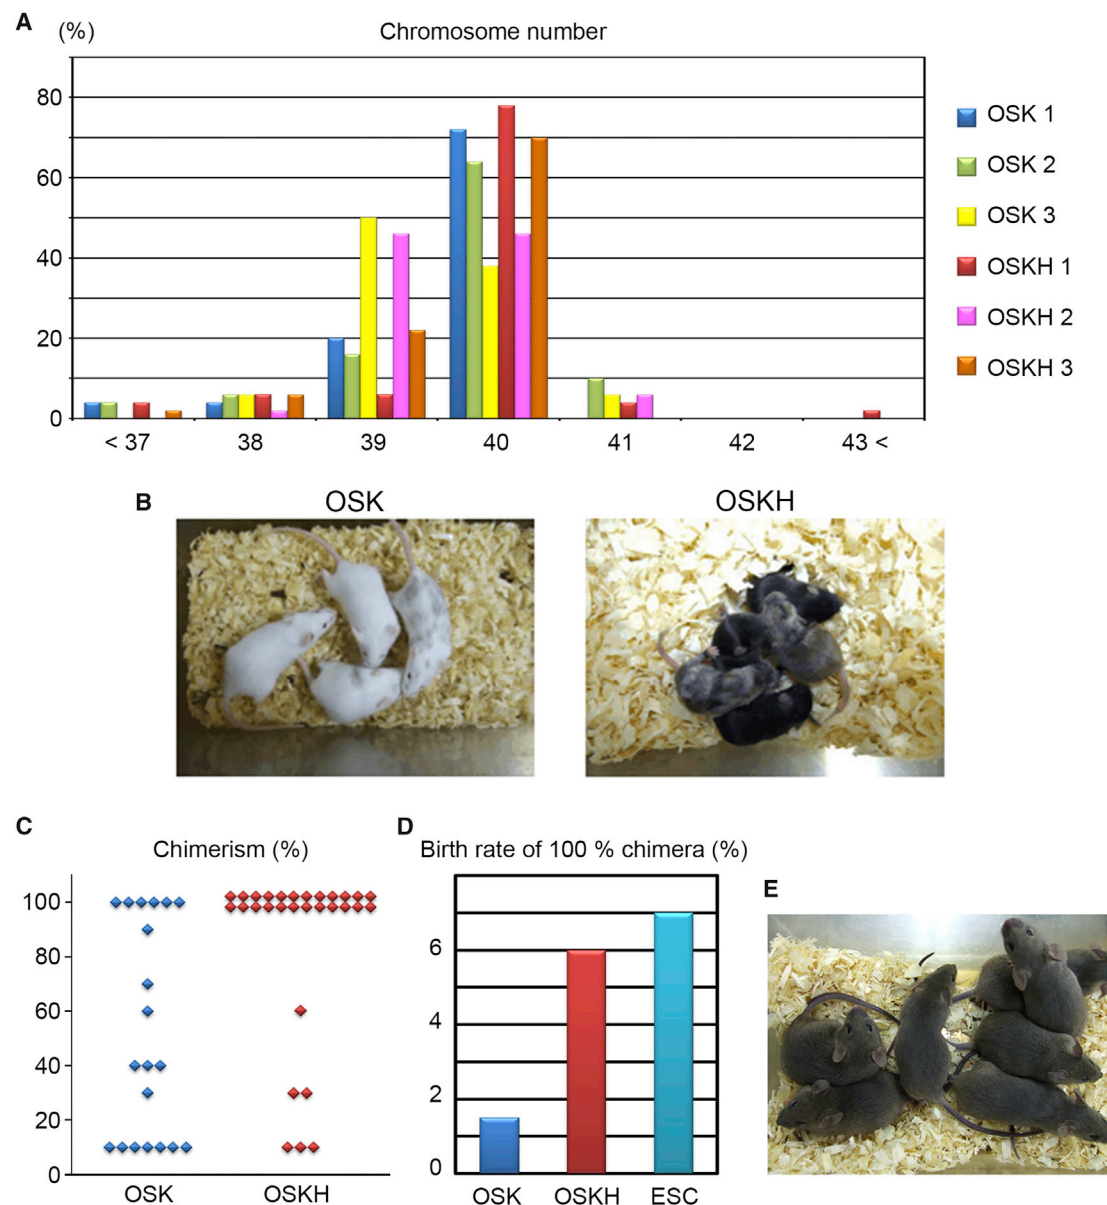 A
(%)
Chromosome number
80
60
40
20
0
< 37
38
39
40
41
42
43 <
OSK 1
OSK 2
OSK 3
OSKH 1
OSKH 2
OSKH 3
B
OSK
OSKH
C
Chimerism (%)
100
80
60
40
20
0
OSK
OSKH
D
Birth rate of 100 % chimera (%)
6
4
2
0
OSK
OSKH
ESC
E